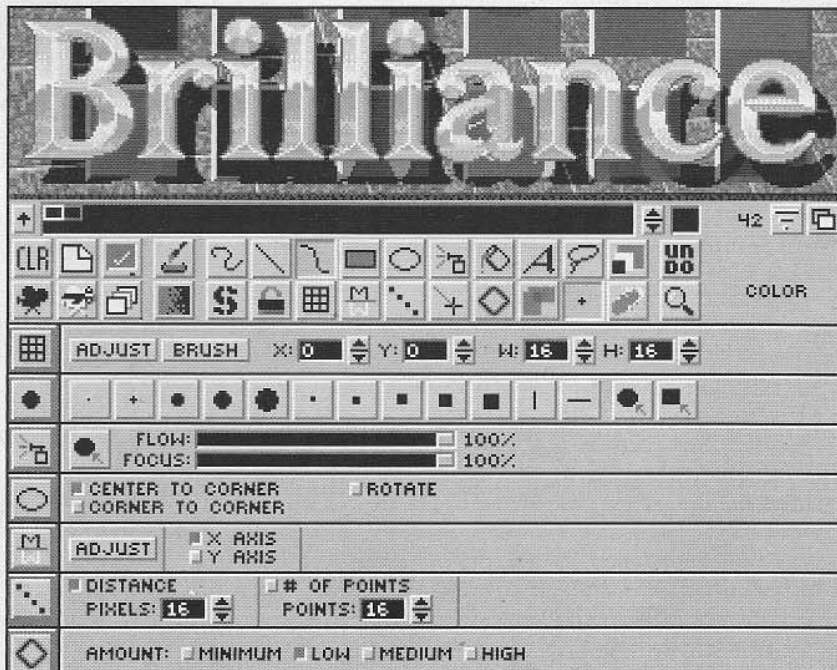 Brilliance
42
CLR
UN
DO
COLOR
ADJUST BRUSH X: 0 Y: 0 W: 16 H: 16
FLOW: 100%
FOCUS: 100%
CENTER TO CORNER ROTATE
CORNER TO CORNER
ADJUST X AXIS
Y AXIS
DISTANCE # OF POINTS
PIXELS: 16 POINTS: 16
AMOUNT: MINIMUM LOW MEDIUM HIGH